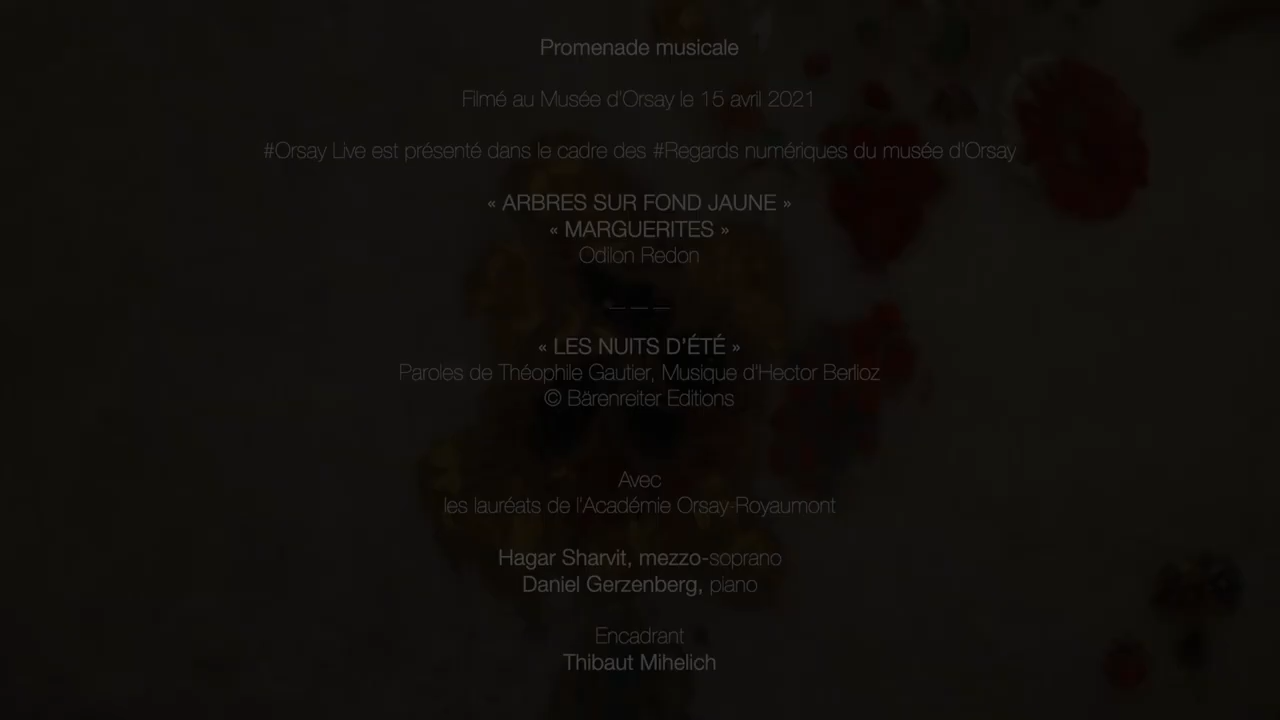 Promenade musicale
Filmé au Musée d'Orsay le 15 avril 2021
#Orsay Live est présenté dans le cadre des #Regards numériques du musée d'Orsay
« ARBRES SUR FOND JAUNE »
« MARGUERITES »
Odilon Redon
— — —
« LES NUITS D'ÉTÉ »
Paroles de Théophile Gautier, Musique d'Hector Berlioz
© Bärenreiter Editions
Avec
les lauréats de l'Académie Orsay-Royaumont
Hagar Sharvit, mezzo-soprano
Daniel Gerzenberg, piano
Encadrant
Thibaut Mihelich